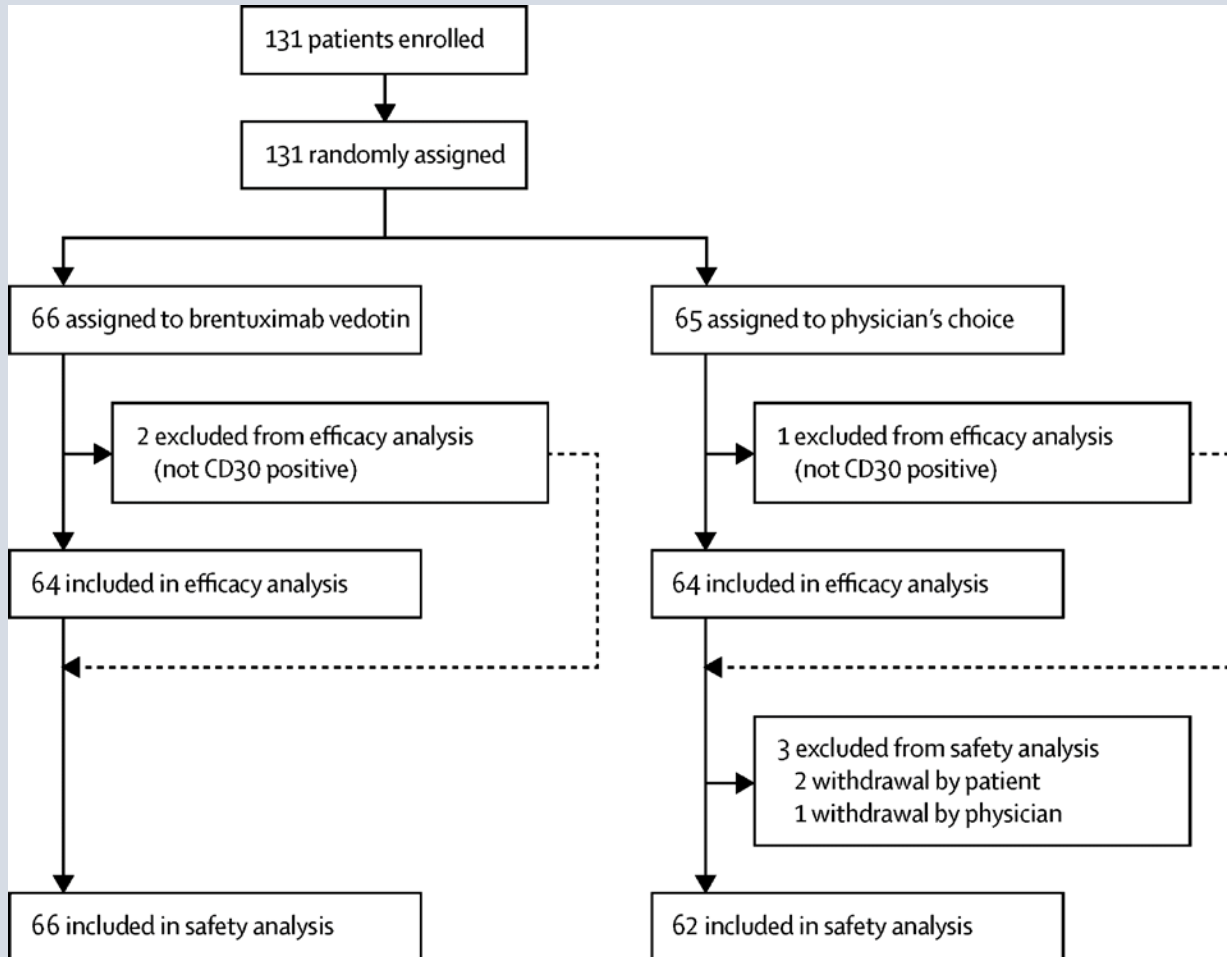 131 patients enrolled
131 randomly assigned
66 assigned to brentuximab vedotin
65 assigned to physician's choice
2 excluded from efficacy analysis
(not CD30 positive)
1 excluded from efficacy analysis
(not CD30 positive)
64 included in efficacy analysis
64 included in efficacy analysis
3 excluded from safety analysis
2 withdrawal by patient
1 withdrawal by physician
66 included in safety analysis
62 included in safety analysis